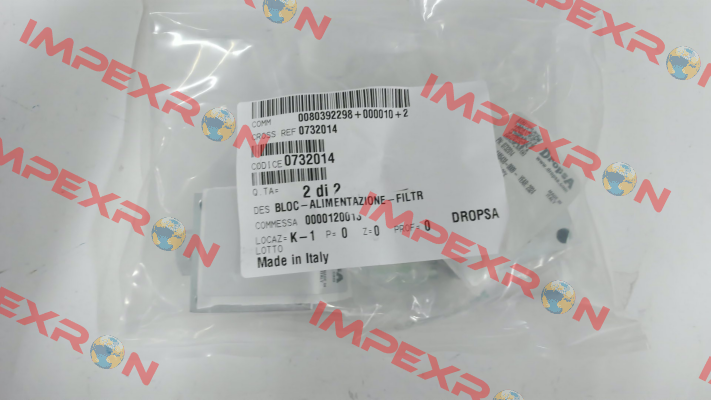 COMM 0080392298+000010+2
CROSS REF 0732014
CODICE 0732014
Q.TA= 2 di 2
DES BLOC-ALIMENTAZIONE-FILTR
COMMESSA
LOCAZ= K-1 P= 0 Z=0 PROF= 0 DROPSA
LOTTO
Made in Italy
DropsA
IMPEXRON
IMPEXRON
IMPEXRON
IMPEXRON
IMPEXRON
IMPEXRON